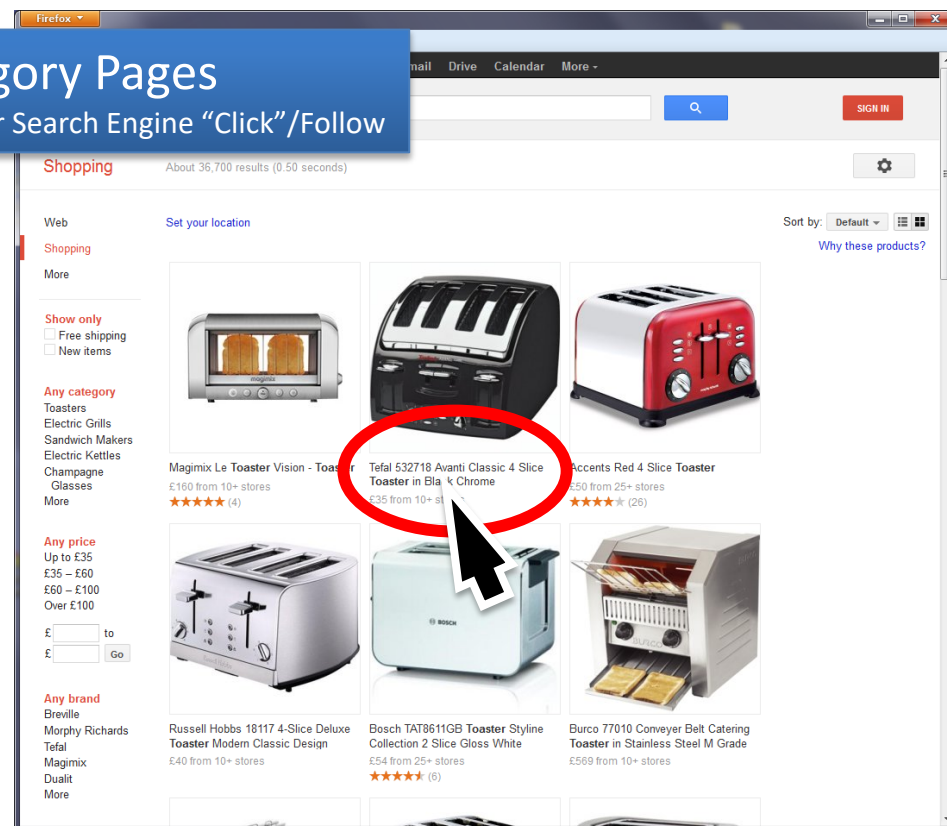 Firefox
gory Pages
r Search Engine “Click”/Follow
mail Drive Calendar More
SIGN IN
Shopping
About 36,700 results (0.50 seconds)
Web
Shopping
More
Set your location
Sort by: Default
Why these products?
Show only
Free shipping
New items
Any category
Toasters
Electric Grills
Sandwich Makers
Electric Kettles
Champagne
Glasses
More
Any price
Up to £35
£35 – £60
£60 – £100
Over £100
£ to
£ Go
Any brand
Breville
Morphy Richards
Tefal
Magimix
Dualit
More
magimix
Magimix Le Toaster Vision - Toaster
£160 from 10+ stores
(4)
Tefal 532718 Avanti Classic 4 Slice
Toaster in Black Chrome
£35 from 10+ stores
Accents Red 4 Slice Toaster
£50 from 25+ stores
(26)
Russell Hobbs 18117 4-Slice Deluxe
Toaster Modern Classic Design
£40 from 10+ stores
BOSCH
Bosch TAT8611GB Toaster Styline
Collection 2 Slice Gloss White
£54 from 25+ stores
(6)
BURCO
Burco 77010 Conveyer Belt Catering
Toaster in Stainless Steel M Grade
£569 from 10+ stores